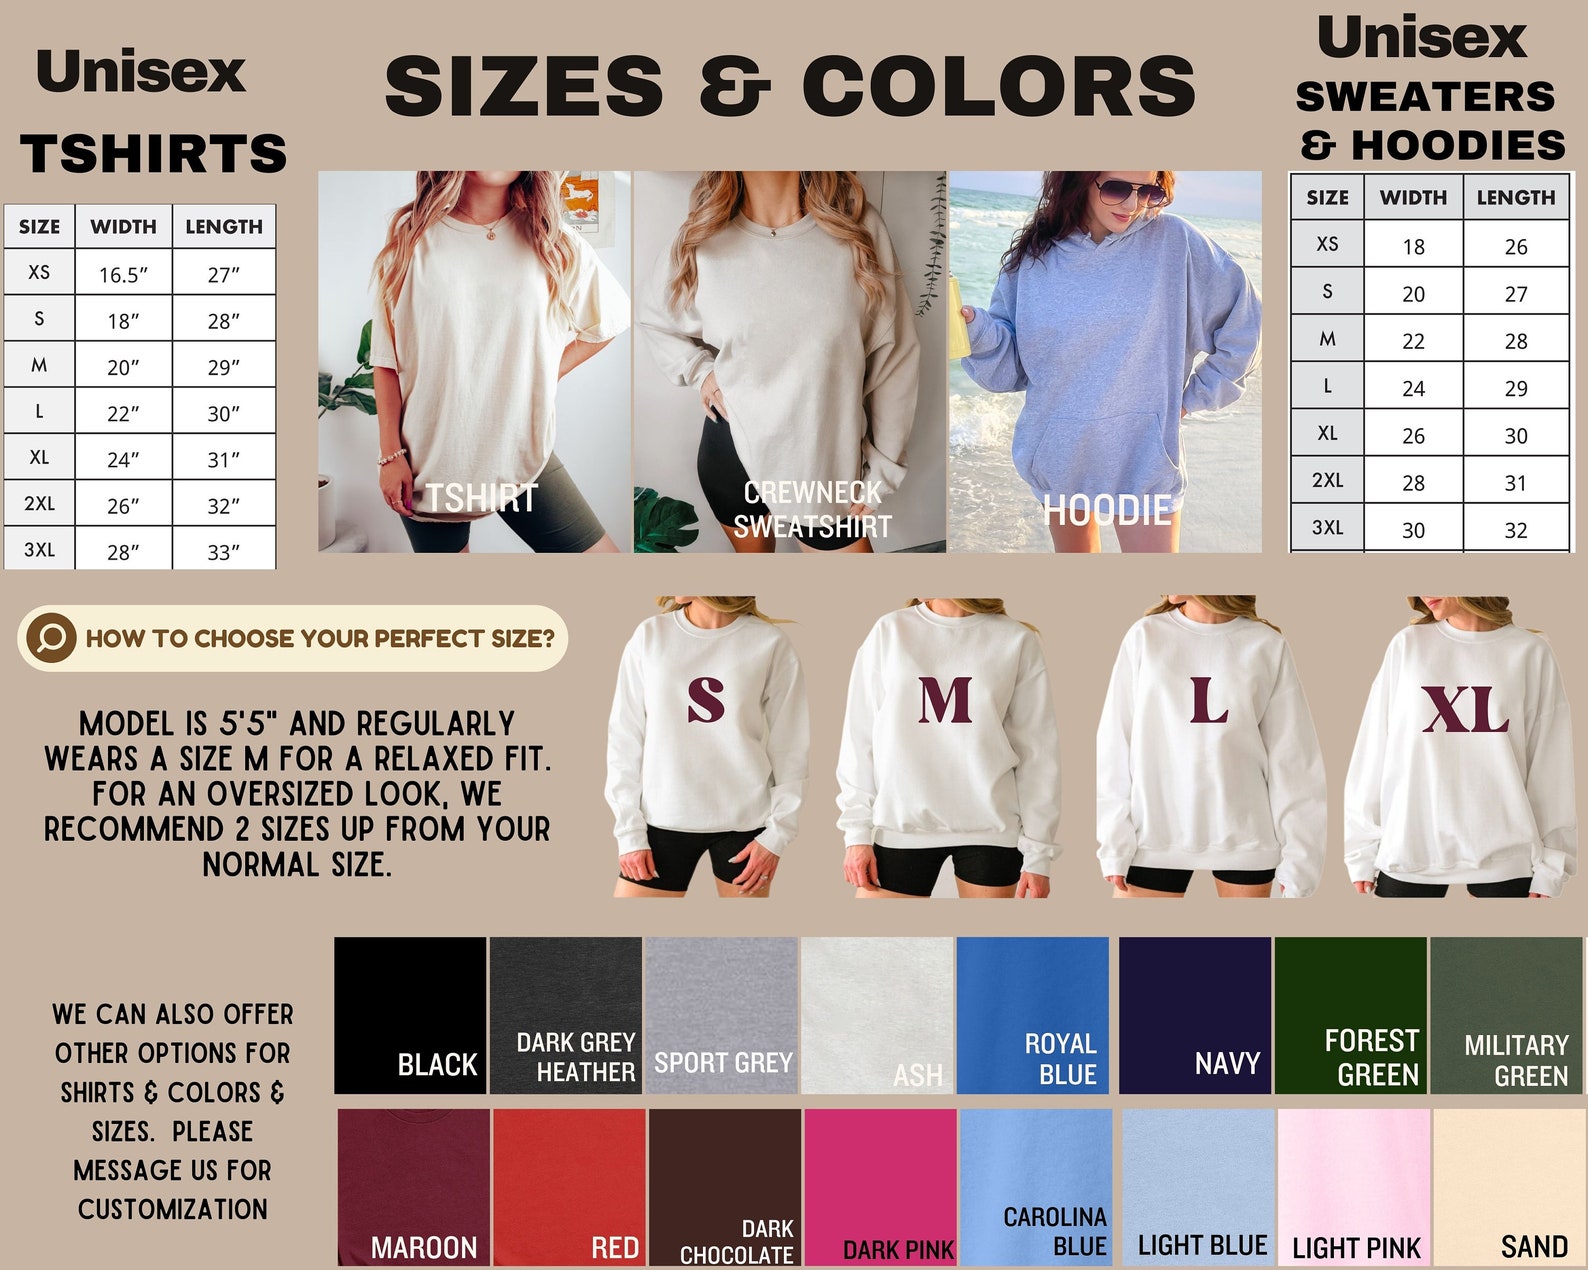 Unisex
TSHIRTS
SIZE WIDTH LENGTH
XS 16.5” 27”
S 18” 28”
M 20” 29”
L 22” 30”
XL 24” 31”
2XL 26” 32”
3XL 28” 33”
SIZES & COLORS
TSHIRT
CREWNECK
SWEATSHIRT
HOODIE
Unisex
SWEATERS
& HOODIES
SIZE WIDTH LENGTH
XS 18 26
S 20 27
M 22 28
L 24 29
XL 26 30
2XL 28 31
3XL 30 32
HOW TO CHOOSE YOUR PERFECT SIZE?
MODEL IS 5'5" AND REGULARLY
WEARS A SIZE M FOR A RELAXED FIT.
FOR AN OVERSIZED LOOK, WE
RECOMMEND 2 SIZES UP FROM YOUR
NORMAL SIZE.
S
M
L
XL
WE CAN ALSO OFFER
OTHER OPTIONS FOR
SHIRTS & COLORS &
SIZES. PLEASE
MESSAGE US FOR
CUSTOMIZATION
BLACK
DARK GREY
HEATHER
SPORT GREY
ASH
ROYAL
BLUE
NAVY
FOREST
GREEN
MILITARY
GREEN
MAROON
RED
DARK
CHOCOLATE
DARK PINK
CAROLINA
BLUE
LIGHT BLUE
LIGHT PINK
SAND